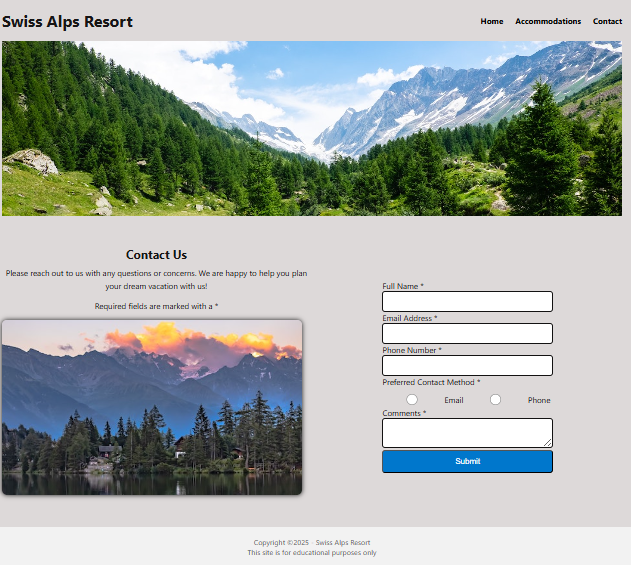 Swiss Alps Resort
Home Accommodations Contact
Contact Us
Please reach out to us with any questions or concerns. We are happy to help you plan
your dream vacation with us!
Required fields are marked with a *
Full Name *
Email Address *
Phone Number *
Preferred Contact Method *
Email Phone
Comments *
Submit
Copyright ©2025 - Swiss Alps Resort
This site is for educational purposes only